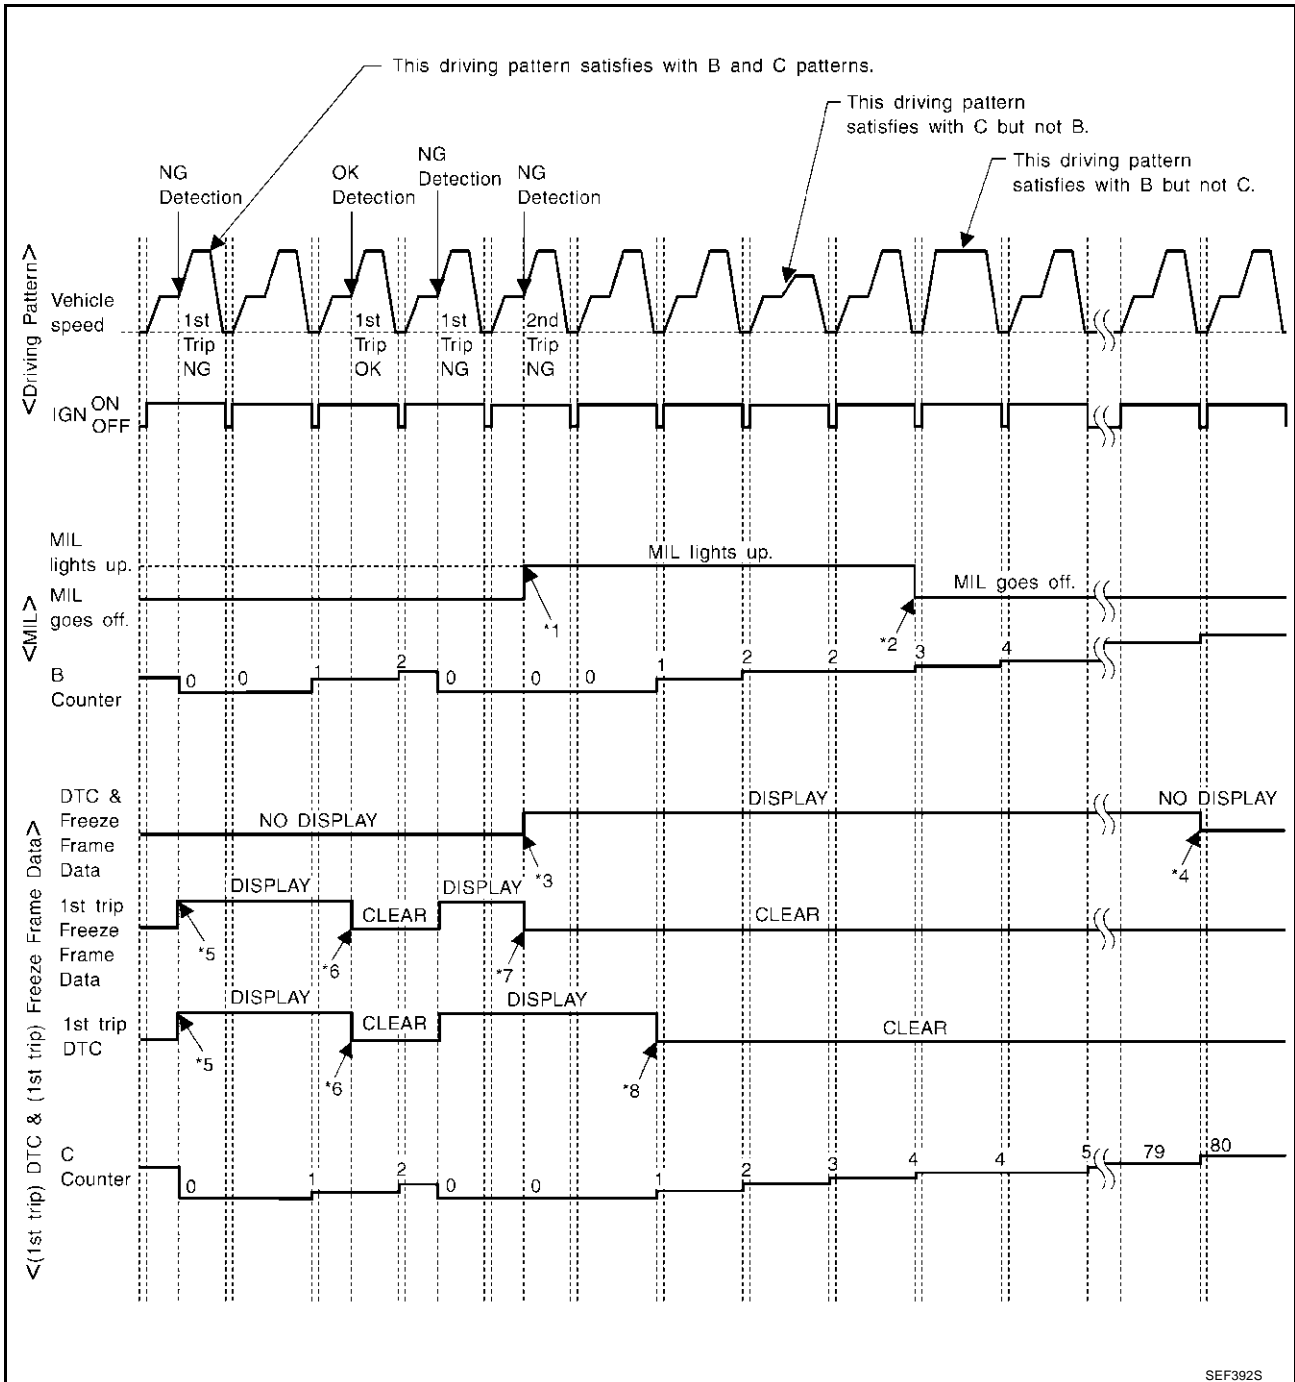 This driving pattern satisfies with B and C patterns.
This driving pattern
satisfies with C but not B.
This driving pattern
satisfies with B but not C.
NG
Detection
OK
Detection
NG
Detection
NG
Detection
<Driving Pattern>
Vehicle
speed
1st
Trip
NG
1st
Trip
OK
1st
Trip
NG
2nd
Trip
NG
IGN ON
OFF
<MIL>
MIL
lights up.
MIL lights up.
MIL
goes off.
MIL goes off.
*1
*2
B
Counter
0 0 1 2 0 0 0 1 2 2 3 4
<(1st trip) DTC & (1st trip) Freeze Frame Data>
DTC &
Freeze
Frame
Data
NO DISPLAY
DISPLAY
NO DISPLAY
*3
*4
1st trip
Freeze
Frame
Data
DISPLAY
CLEAR
DISPLAY
CLEAR
*5
*6
*7
1st trip
DTC
DISPLAY
CLEAR
DISPLAY
CLEAR
*5
*6
*8
C
Counter
0 1 2 0 0 1 2 3 4 4 5 79 80
SEF392S